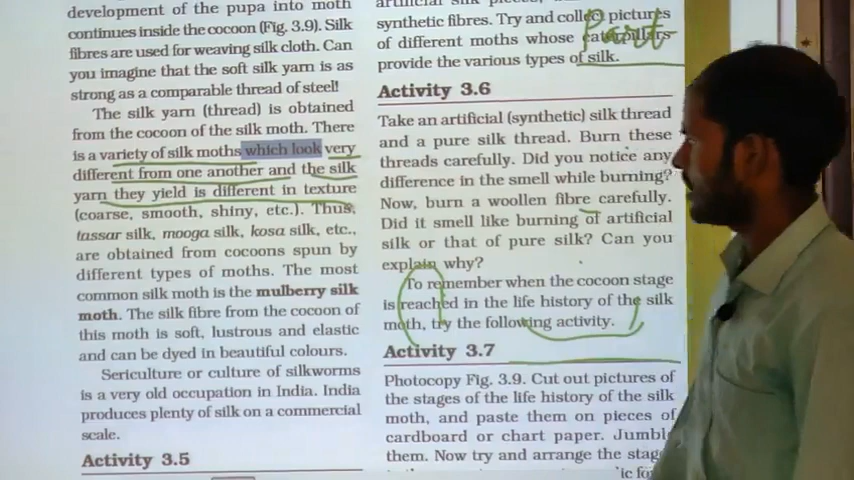 development of the pupa into moth
continues inside the cocoon (Fig. 3.9). Silk
fibres are used for weaving silk cloth. Can
you imagine that the soft silk yarn is as
strong as a comparable thread of steel!
The silk yarn (thread) is obtained
from the cocoon of the silk moth. There
is a variety of silk moths which look very
different from one another and the silk
yarn they yield is different in texture
(coarse, smooth, shiny, etc.). Thus,
tassar silk, mooga silk, kosa silk, etc.,
are obtained from cocoons spun by
different types of moths. The most
common silk moth is the mulberry silk
moth. The silk fibre from the cocoon of
this moth is soft, lustrous and elastic
and can be dyed in beautiful colours.
Sericulture or culture of silkworms
is a very old occupation in India. India
produces plenty of silk on a commercial
scale.
Activity 3.5
synthetic fibres. Try and collect pictures
of different moths whose caterpillars
provide the various types of silk.
Part
Activity 3.6
Take an artificial (synthetic) silk thread
and a pure silk thread. Burn these
threads carefully. Did you notice any
difference in the smell while burning?
Now, burn a woollen fibre carefully.
Did it smell like burning of artificial
silk or that of pure silk? Can you
explain why?
To remember when the cocoon stage
is reached in the life history of the silk
moth, try the following activity.
Activity 3.7
Photocopy Fig. 3.9. Cut out pictures of
the stages of the life history of the silk
moth, and paste them on pieces of
cardboard or chart paper. Jumble
them. Now try and arrange the